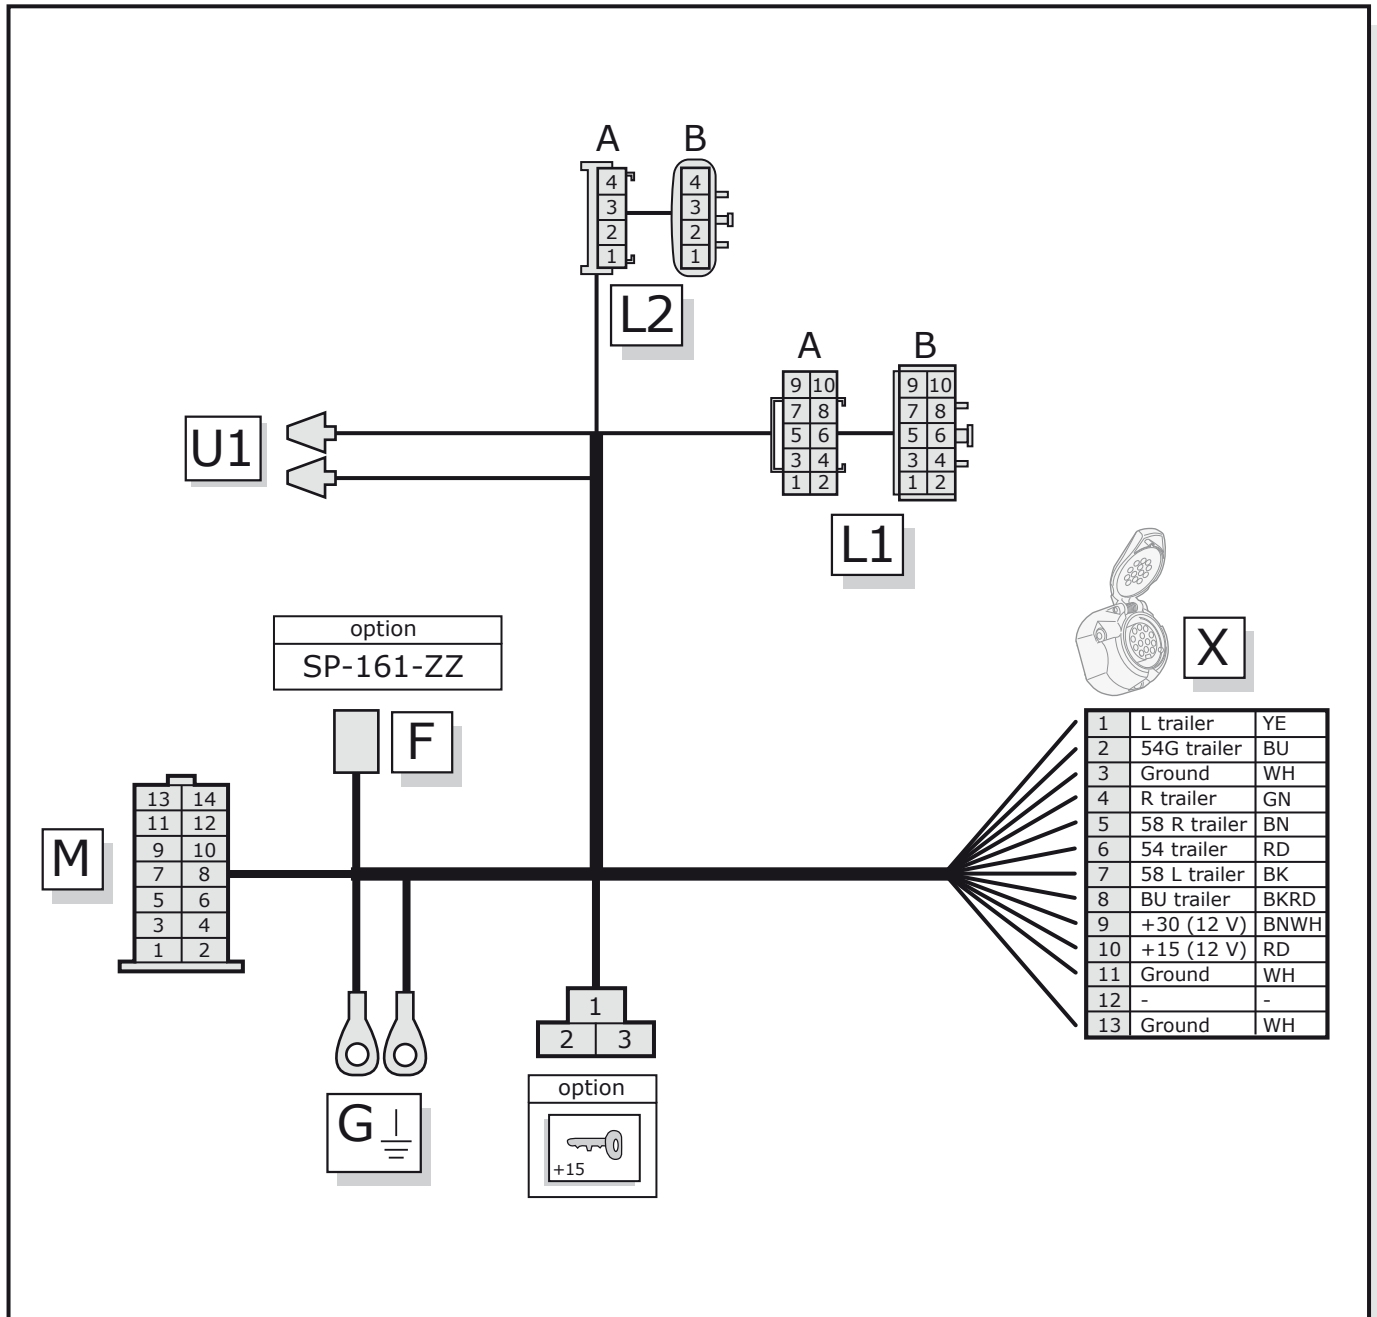 A B
4 4
3 3
2 2
1 1
L2
A B
9 10 9 10
7 8 7 8
5 6 5 6
3 4 3 4
1 2 1 2
U1
L1
option
SP-161-ZZ
X
F
1 L trailer YE
2 54G trailer BU
3 Ground WH
4 R trailer GN
5 58 R trailer BN
6 54 trailer RD
7 58 L trailer BK
8 BU trailer BKRD
9 +30 (12 V) BNWH
10 +15 (12 V) RD
11 Ground WH
12 - -
13 Ground WH
M
13 14
11 12
9 10
7 8
5 6
3 4
1 2
1
2 3
G
option
+15